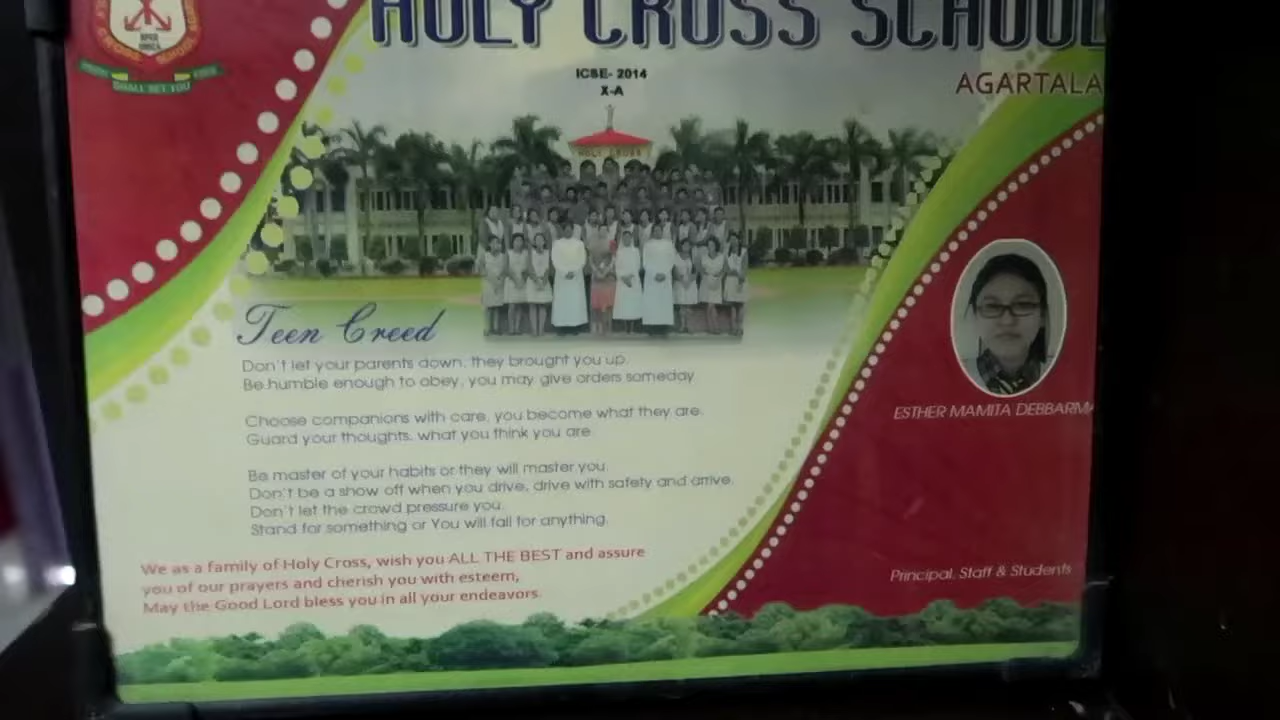 HOLY CROSS SCHOOL
AGARTALA
ICSE- 2014
X-A
HOLY CROSS
Teen Creed
Don't let your parents down, they brought you up.
Be humble enough to obey, you may give orders someday
Choose companions with care, you become what they are.
Guard your thoughts, what you think you are.
Be master of your habits or they will master you.
Don't be a show off when you drive, drive with safety and arrive.
Don't let the crowd pressure you.
Stand for something or You will fall for anything.
We as a family of Holy Cross, wish you ALL THE BEST and assure
you of our prayers and cherish you with esteem,
May the Good Lord bless you in all your endeavors.
ESTHER MAMITA DEBBARMA
Principal, Staff & Students
SHALL SET YOU